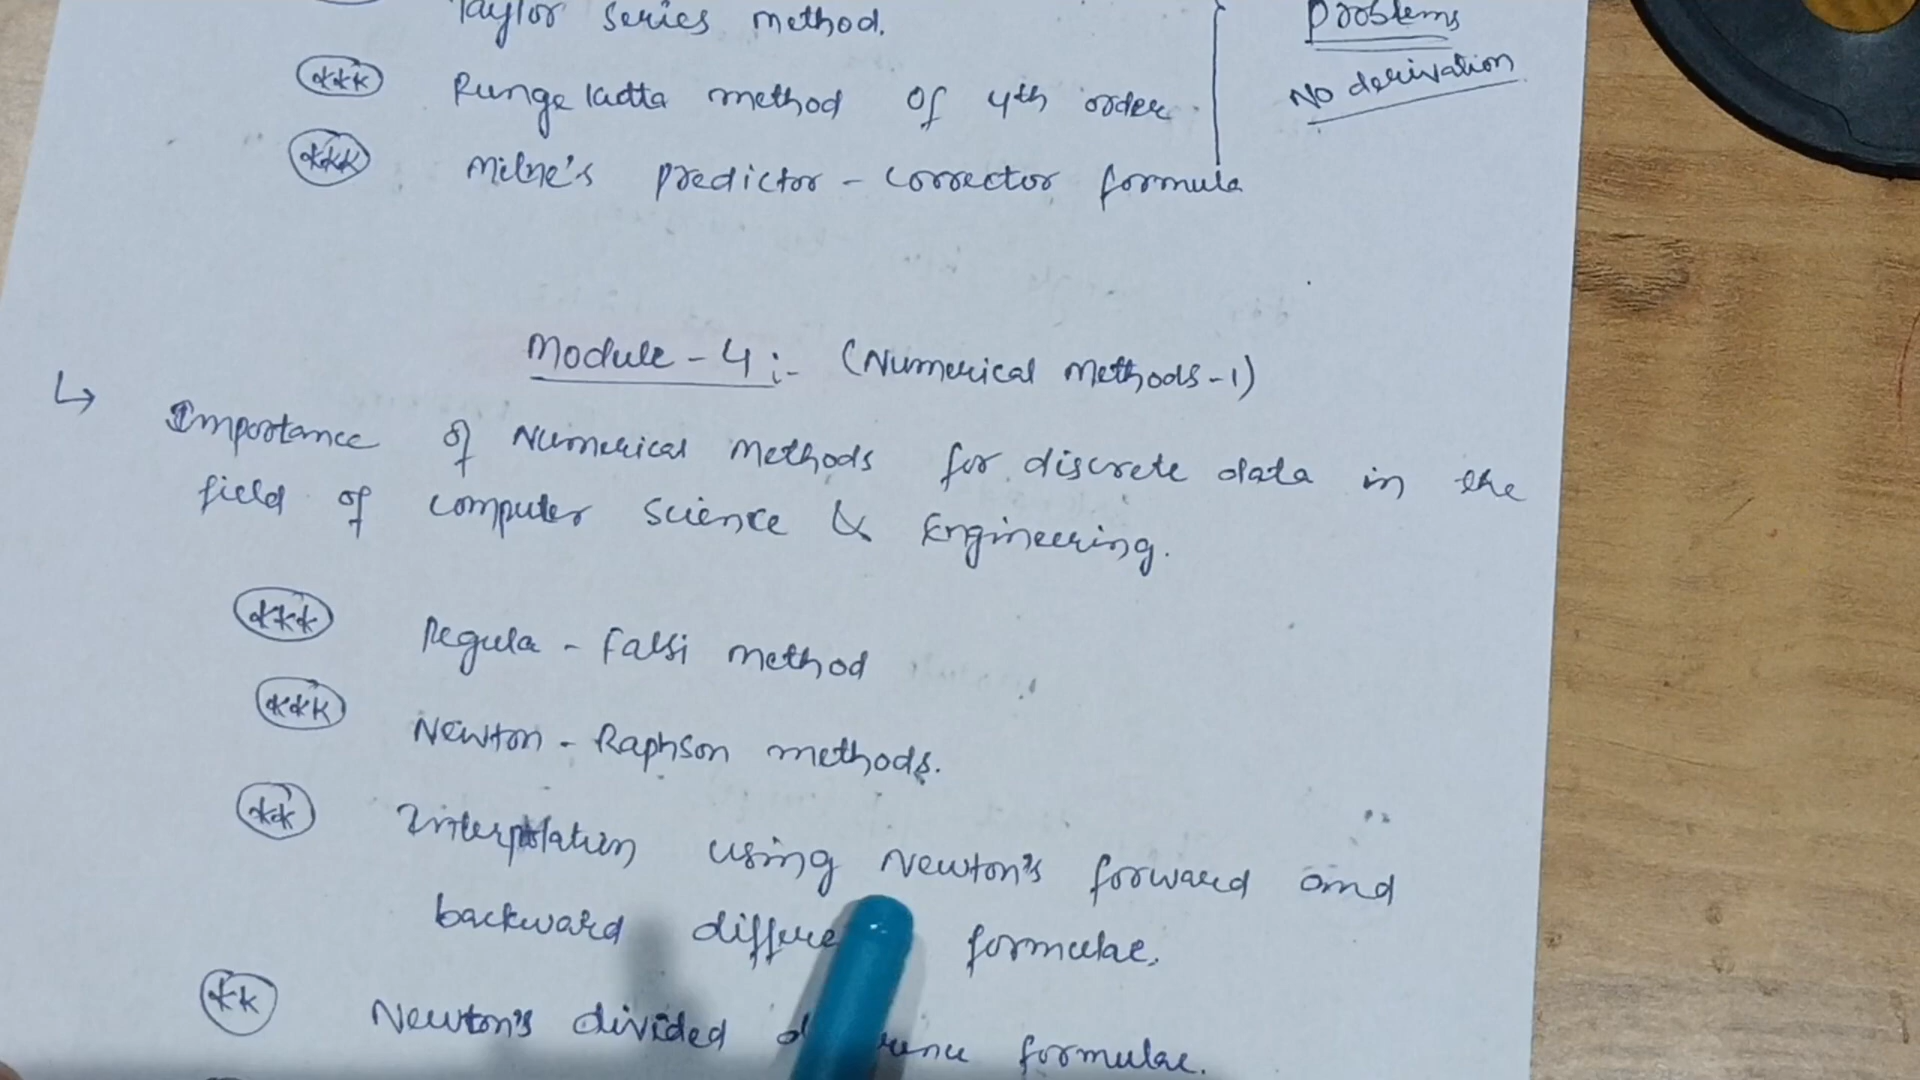 Taylor series method.
Problems
No derivation
*** Runge kutta method of 4th order
*** Milne's predictor - corrector formula
Module - 4 :- (Numerical Methods - 1)
↳ Importance of Numerical Methods for discrete data in the
field of computer science & Engineering.
*** Regula - Falsi method
*** Newton - Raphson methods.
** Interpolation using Newton's forward and
backward formulae.
** Newton's divided formulae.